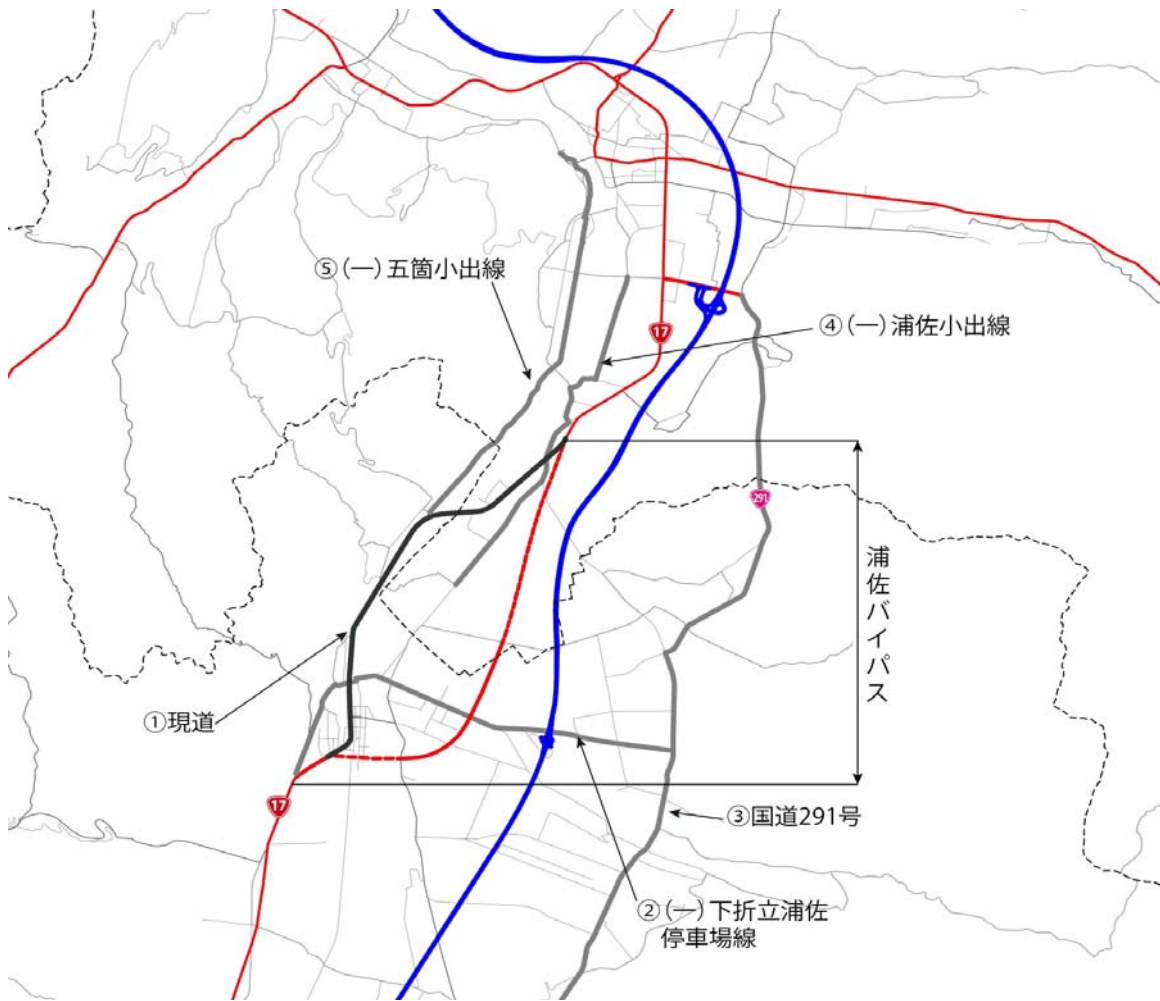 ⑤(一)五箇小出線
④(一)浦佐小出線
17
291
浦佐バイパス
①現道
17
③国道291号
②(一)下折立浦佐
停車場線